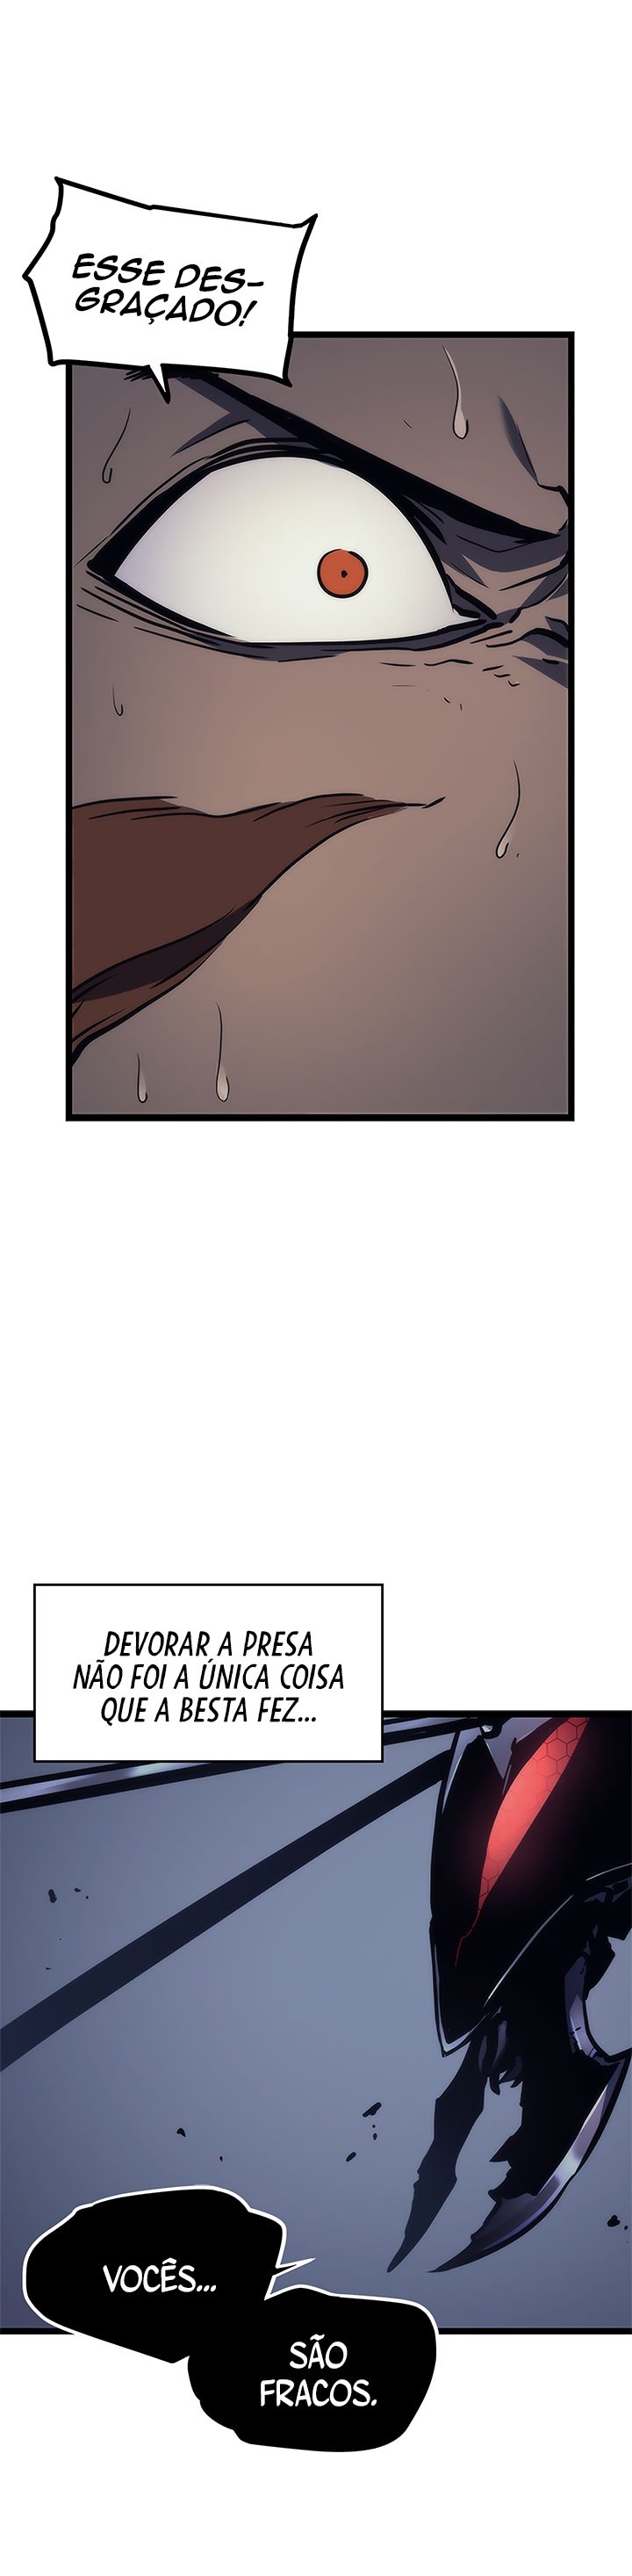 ESSE DES-
GRAÇADO!
DEVORAR A PRESA
NÃO FOI A ÚNICA COISA
QUE A BESTA FEZ...
VOCÊS...
SÃO
FRACOS.